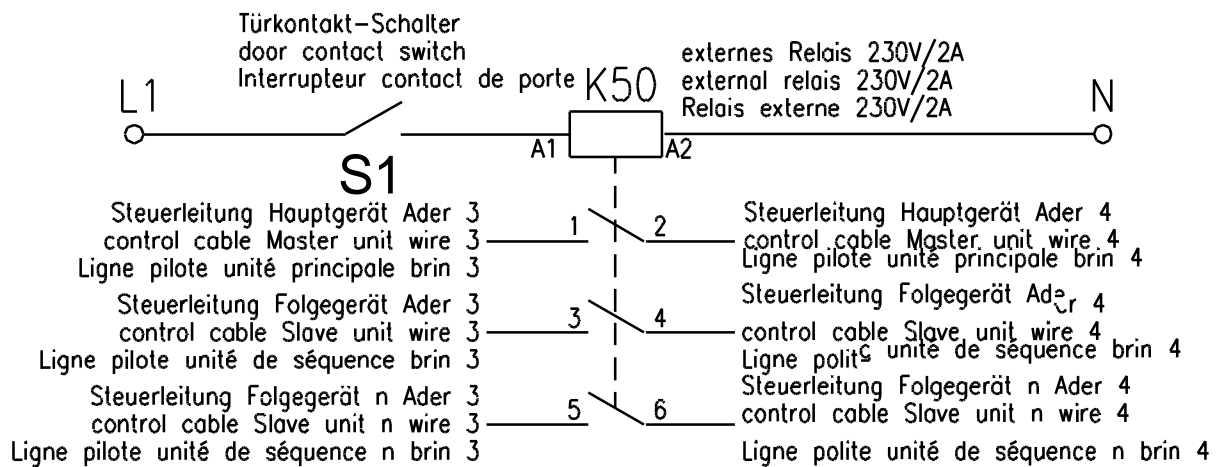 Türkontakt-Schalter
door contact switch
Interrupteur contact de porte
K50
externes Relais 230V/2A
external relais 230V/2A
Relais externe 230V/2A
L1
N
A1
A2
S1
Steuerleitung Hauptgerät Ader 3
control cable Master unit wire 3
Ligne pilote unité principale brin 3
1
2
Steuerleitung Hauptgerät Ader 4
control cable Master unit wire 4
Ligne pilote unité principale brin 4
Steuerleitung Folgegerät Ader 3
control cable Slave unit wire 3
Ligne pilote unité de séquence brin 3
3
4
Steuerleitung Folgegerät Ader 4
control cable Slave unit wire 4
Ligne polite unité de séquence brin 4
Steuerleitung Folgegerät n Ader 3
control cable Slave unit n wire 3
Ligne pilote unité de séquence n brin 3
5
6
Steuerleitung Folgegerät n Ader 4
control cable Slave unit n wire 4
Ligne polite unité de séquence n brin 4